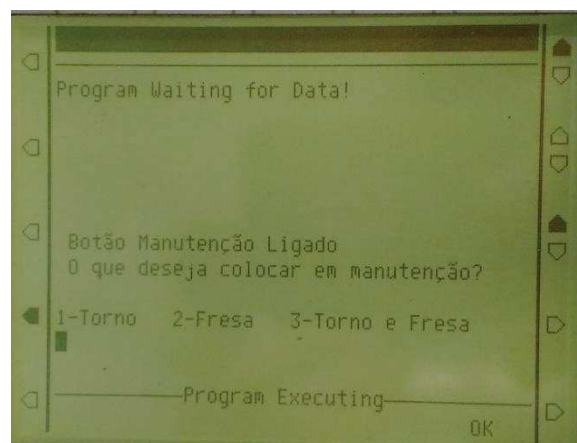 Program Waiting for Data!
Botão Manutenção Ligado
O que deseja colocar em manutenção?
1-Torno 2-Fresa 3-Torno e Fresa
Program Executing
OK